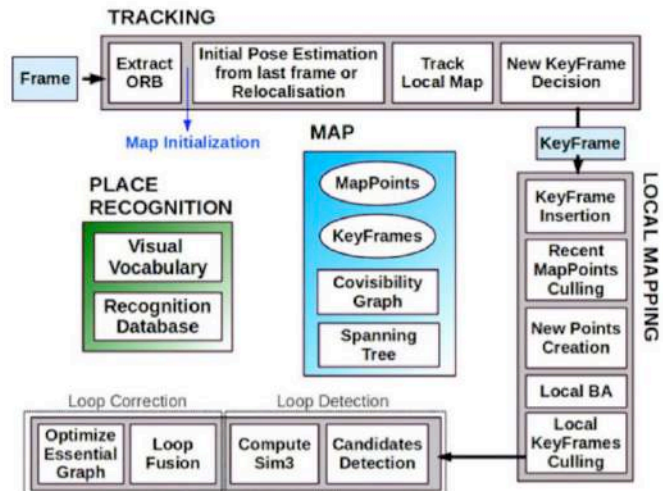 TRACKING
Frame
Extract
ORB
Initial Pose Estimation
from last frame or
Relocalisation
Track
Local Map
New KeyFrame
Decision
Map Initialization
KeyFrame
MAP
MapPoints
KeyFrames
Covisibility
Graph
Spanning
Tree
PLACE
RECOGNITION
Visual
Vocabulary
Recognition
Database
LOCAL MAPPING
KeyFrame
Insertion
Recent
MapPoints
Culling
New Points
Creation
Local BA
Local
KeyFrames
Culling
Loop Correction
Loop Detection
Optimize
Essential
Graph
Loop
Fusion
Compute
Sim3
Candidates
Detection